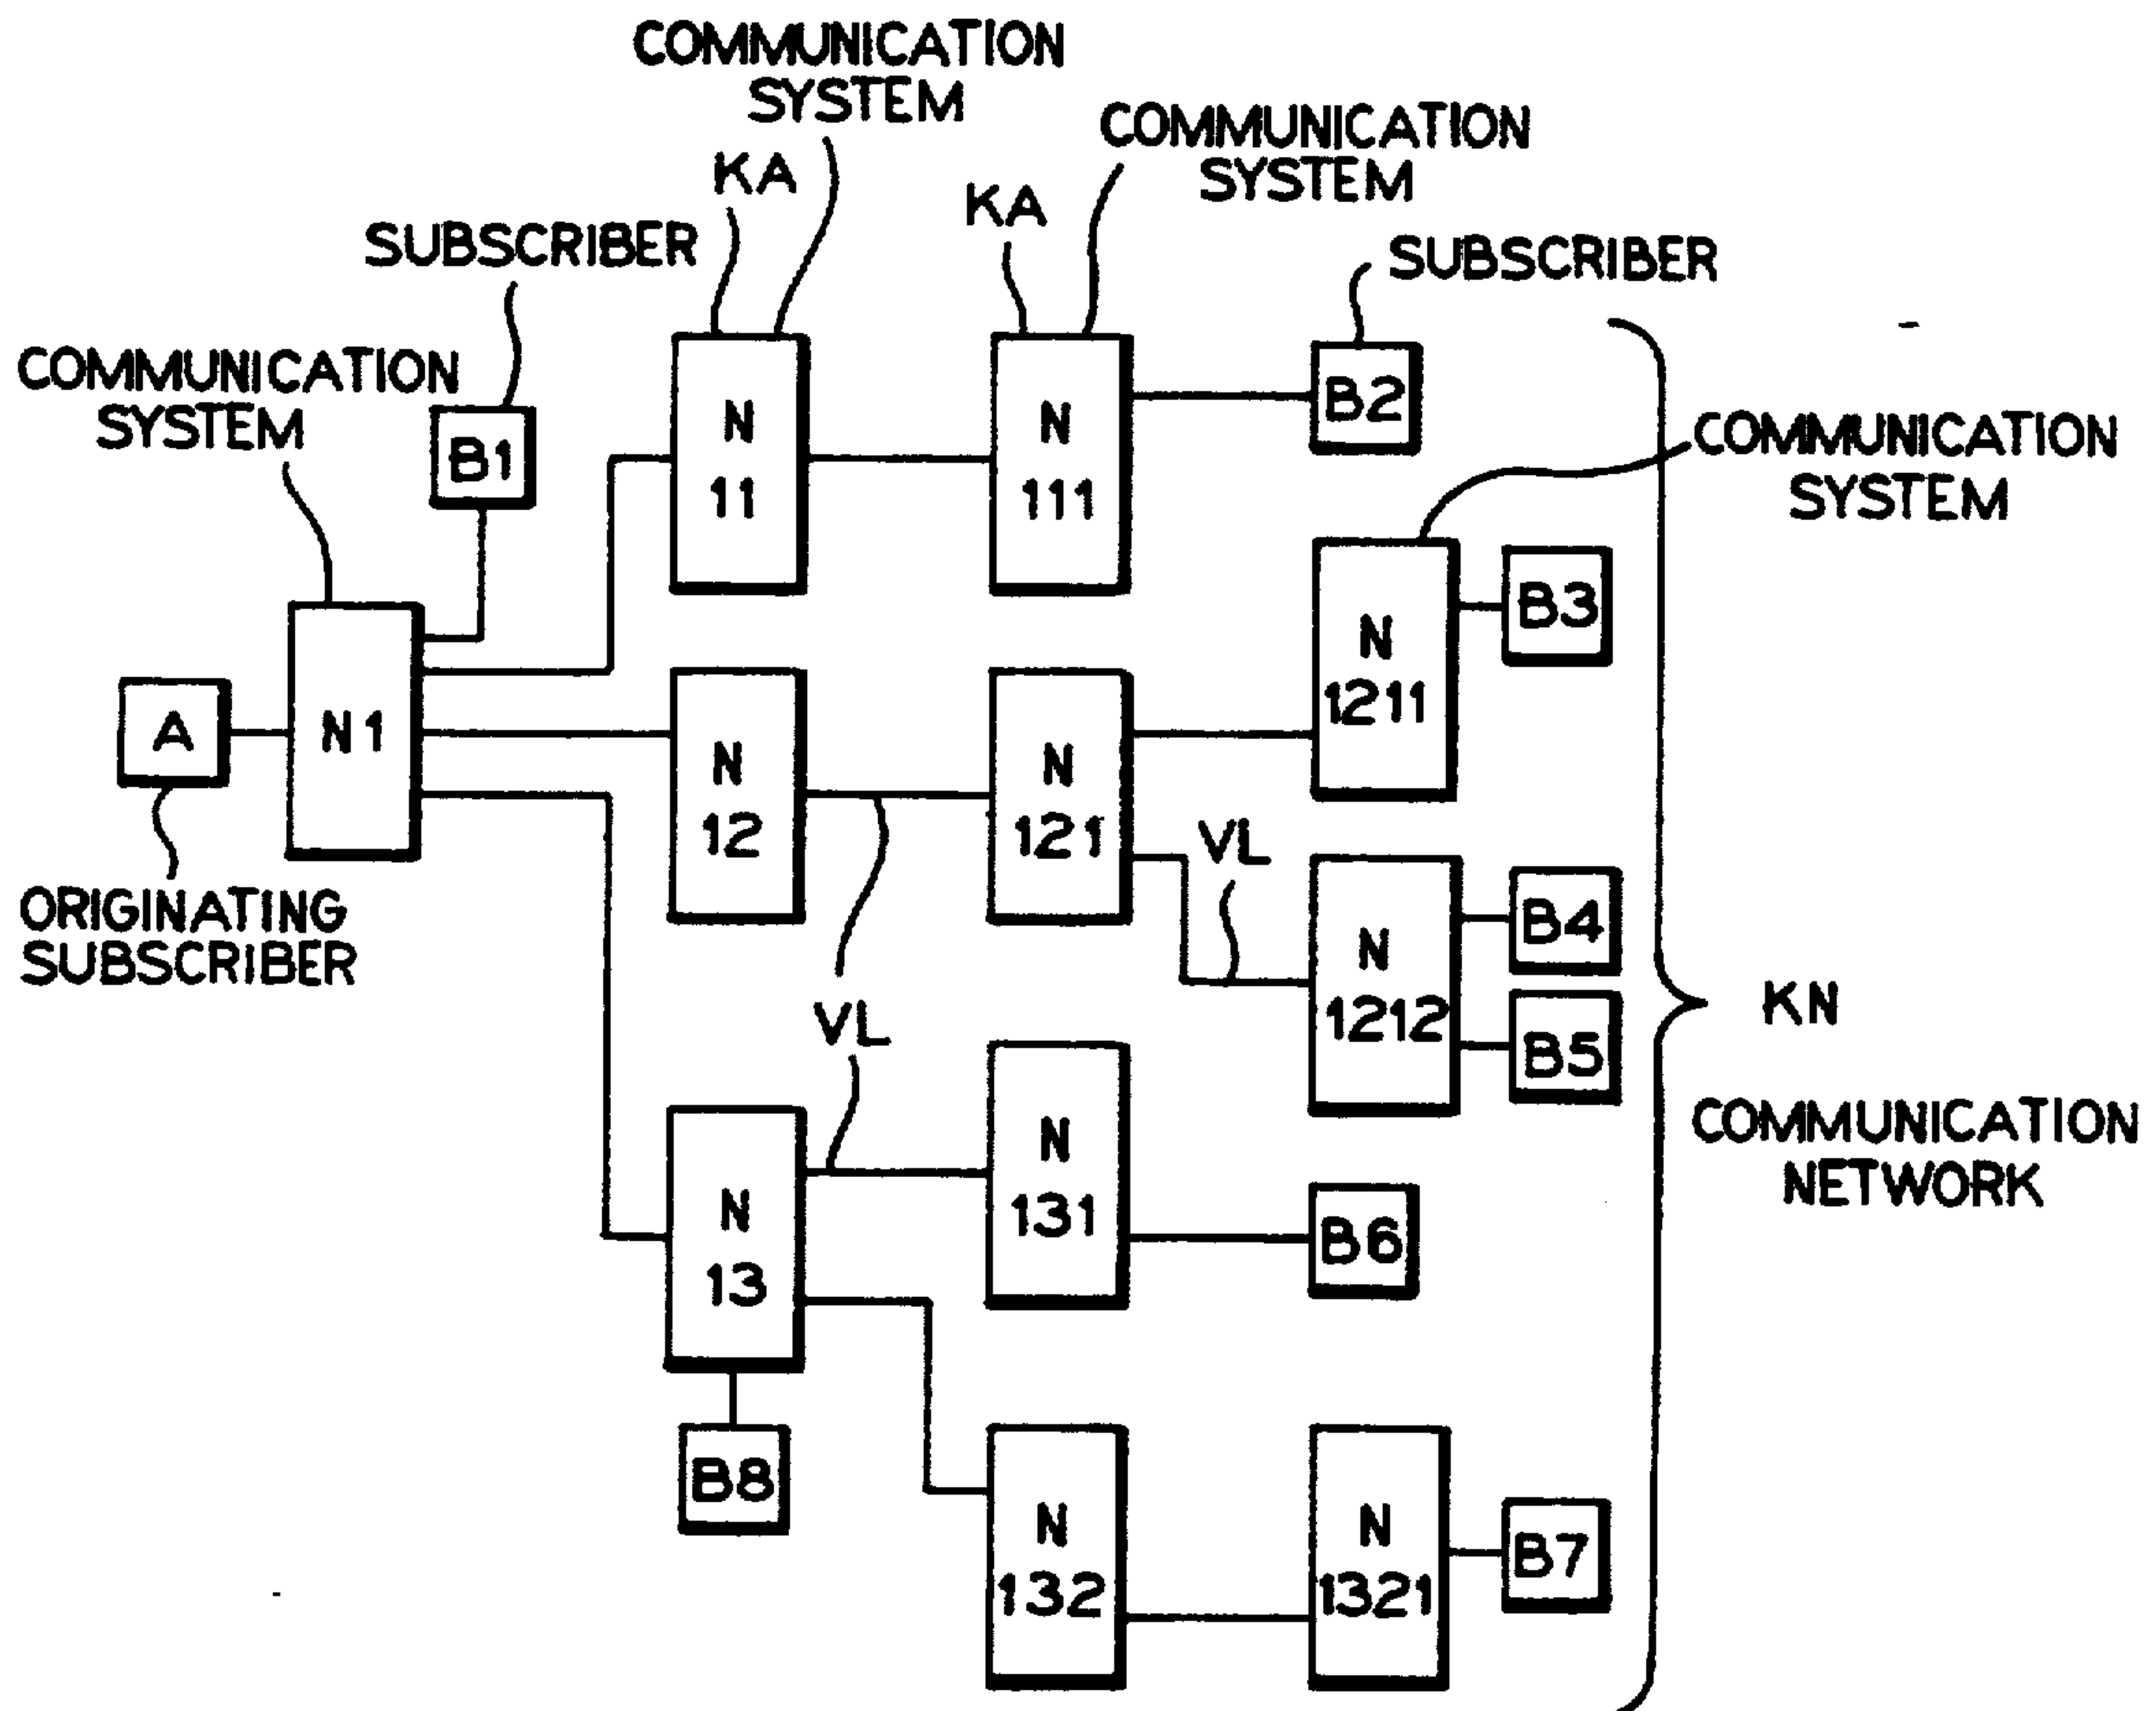 COMMUNICATION
SYSTEM
KA
COMMUNICATION
SYSTEM
KA
SUBSCRIBER
SUBSCRIBER
COMMUNICATION
SYSTEM
B1
N
11
N
111
B2
COMMUNICATION
SYSTEM
N
1211
B3
A
N1
N
12
N
121
VL
ORIGINATING
SUBSCRIBER
N
1212
B4
B5
VL
KN
COMMUNICATION
NETWORK
N
13
N
131
B6
B8
N
132
N
1321
B7